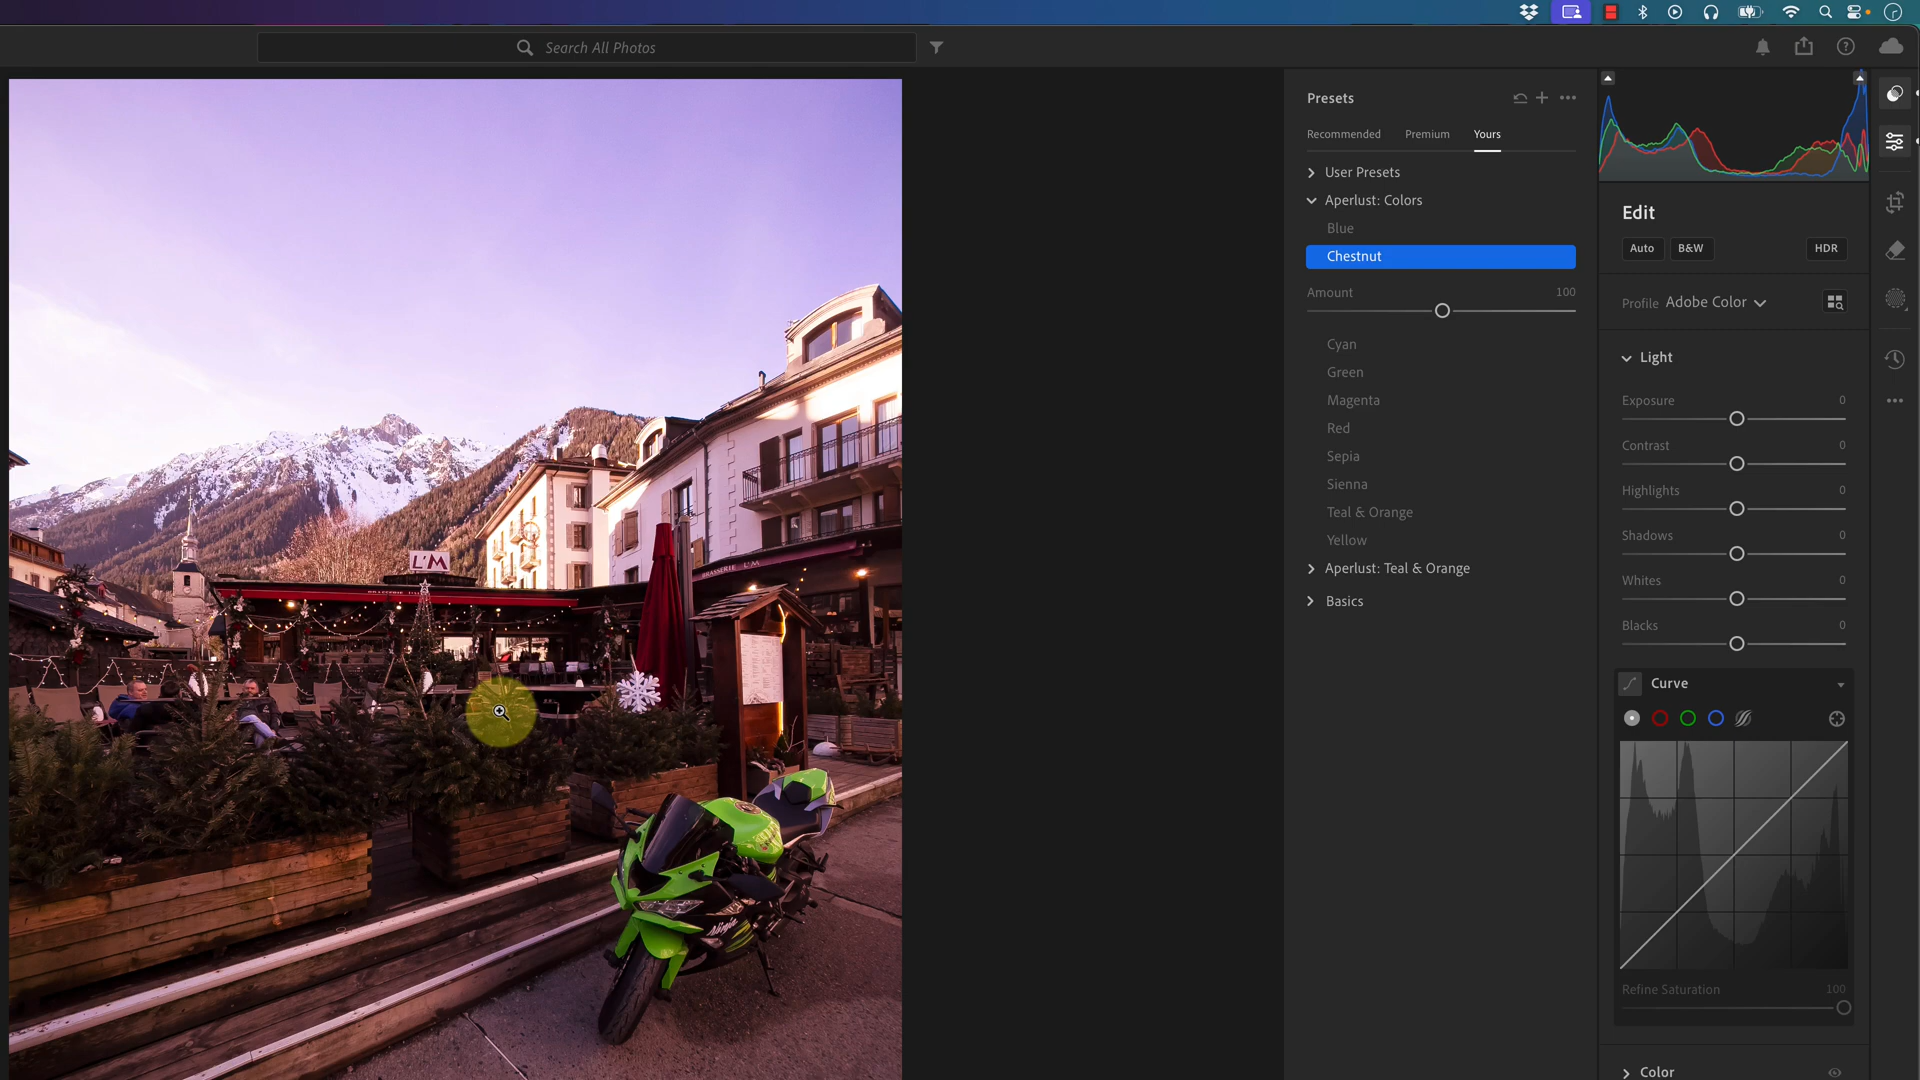 Search All Photos
Presets
Recommended
Premium
Yours
User Presets
Aperlust: Colors
Blue
Chestnut
Amount
100
Cyan
Green
Magenta
Red
Sepia
Sienna
Teal & Orange
Yellow
Aperlust: Teal & Orange
Basics
Edit
Auto
B&W
HDR
Profile
Adobe Color
Light
Exposure
0
Contrast
0
Highlights
0
Shadows
0
Whites
0
Blacks
0
Curve
Refine Saturation
100
Color
L'M
BRASSERIE L'M
Ninja